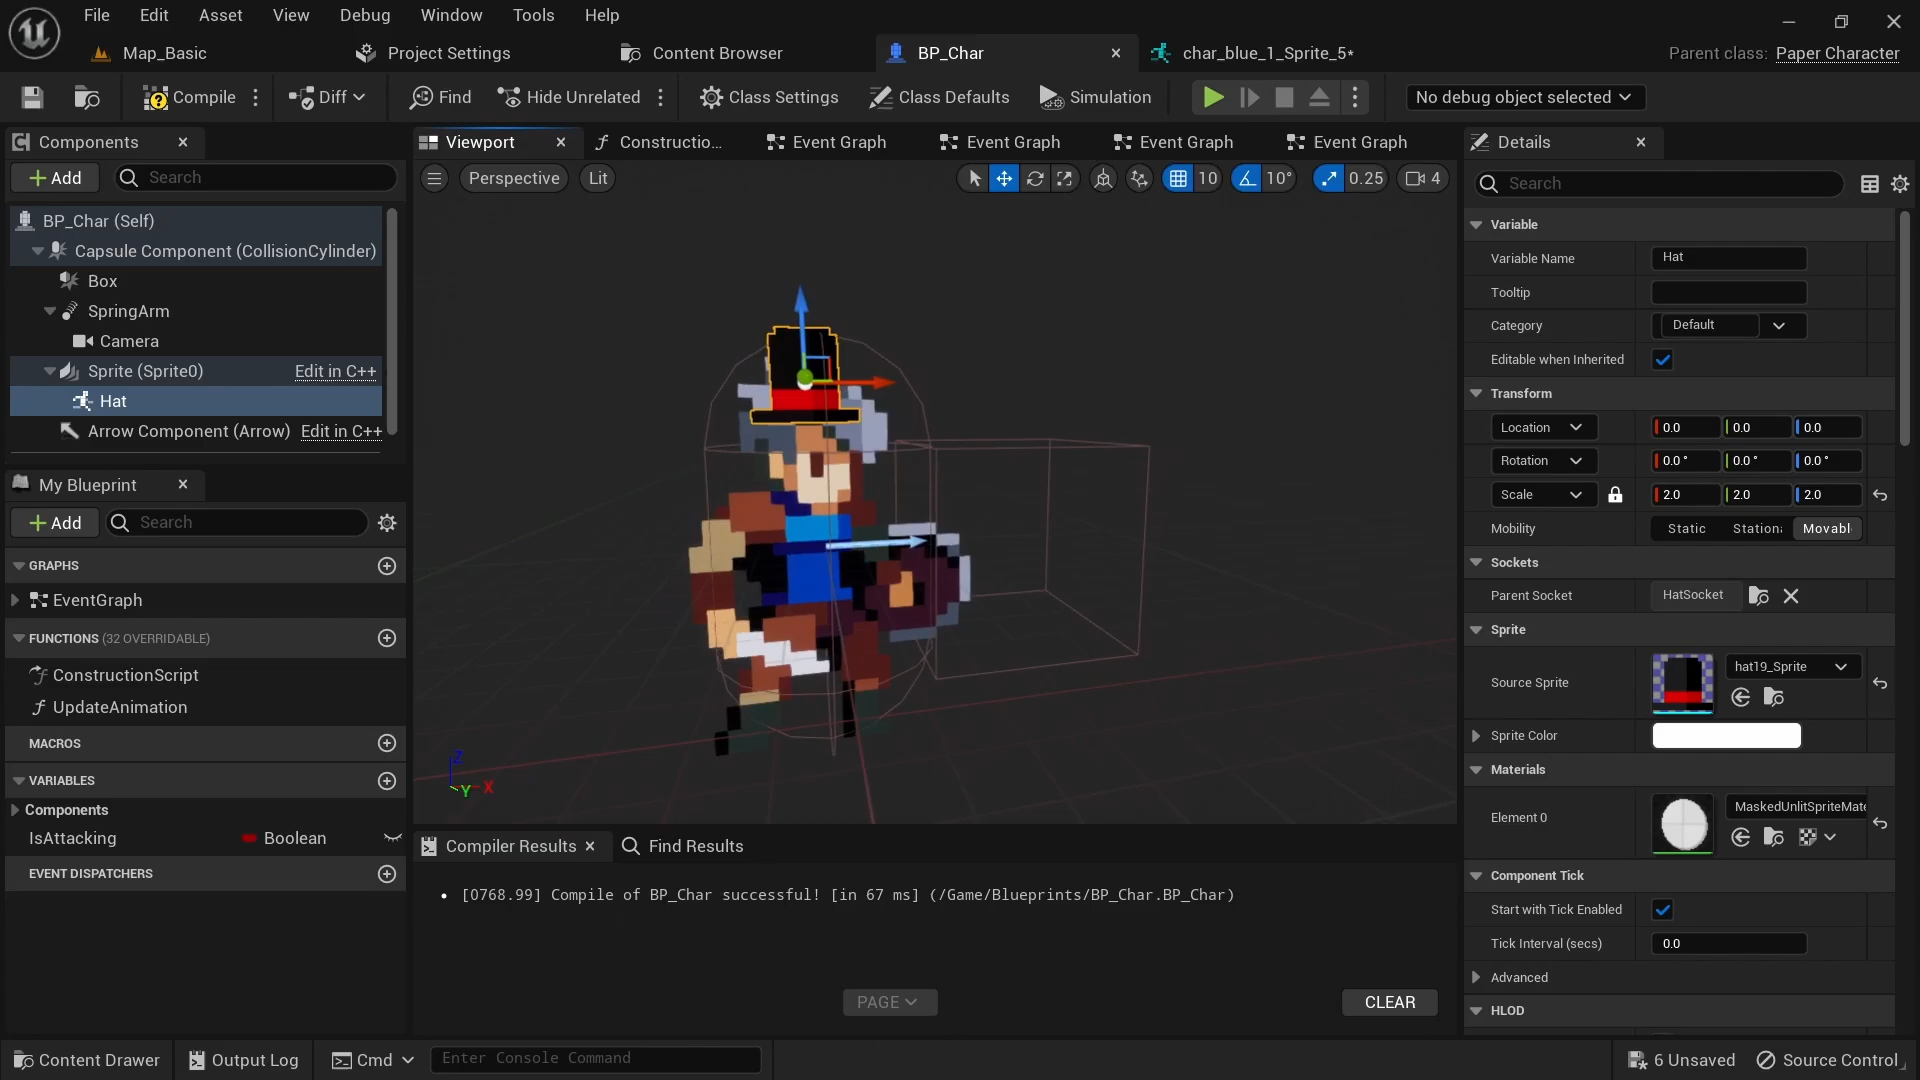 File Edit Asset View Debug Window Tools Help
Map_Basic Project Settings Content Browser BP_Char char_blue_1_Sprite_5* Parent class: Paper Character
Compile Diff Find Hide Unrelated Class Settings Class Defaults Simulation No debug object selected
Components Viewport Constructio... Event Graph Event Graph Event Graph Event Graph Details
Add Search Perspective Lit 10 10° 0.25 4 Search
BP_Char (Self)
Capsule Component (CollisionCylinder)
Box
SpringArm
Camera
Sprite (Sprite0) Edit in C++
Hat
Arrow Component (Arrow) Edit in C++
My Blueprint
Add Search
GRAPHS
EventGraph
FUNCTIONS (32 OVERRIDABLE)
ConstructionScript
UpdateAnimation
MACROS
VARIABLES
Components
IsAttacking Boolean
EVENT DISPATCHERS
Z
Y X
Compiler Results Find Results
[0768.99] Compile of BP_Char successful! [in 67 ms] (/Game/Blueprints/BP_Char.BP_Char)
PAGE CLEAR
Variable
Variable Name Hat
Tooltip
Category Default
Editable when Inherited
Transform
Location 0.0 0.0 0.0
Rotation 0.0° 0.0° 0.0°
Scale 2.0 2.0 2.0
Mobility Static Station Movabl
Sockets
Parent Socket HatSocket
Sprite
Source Sprite hat19_Sprite
Sprite Color
Materials
Element 0 MaskedUnlitSpriteMate
Component Tick
Start with Tick Enabled
Tick Interval (secs) 0.0
Advanced
HLOD
Content Drawer Output Log Cmd Enter Console Command 6 Unsaved Source Control